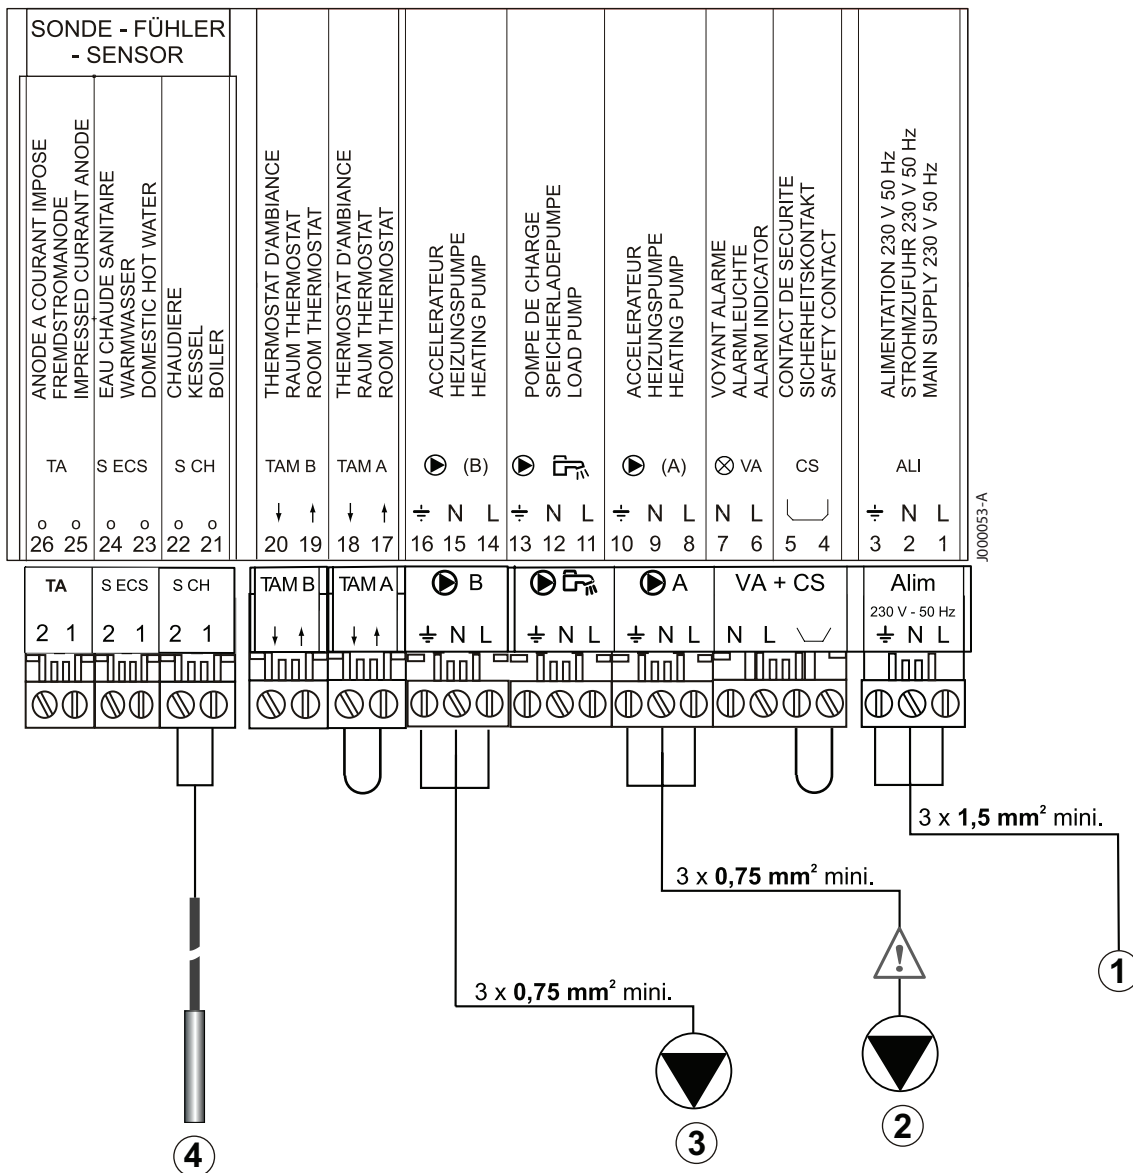 SONDE - FÜHLER
- SENSOR
ANODE A COURANT IMPOSE
FREMDSTROMANODE
IMPRESSED CURRANT ANODE
EAU CHAUDE SANITAIRE
WARMWASSER
DOMESTIC HOT WATER
CHAUDIERE
KESSEL
BOILER
THERMOSTAT D'AMBIANCE
RAUM THERMOSTAT
ROOM THERMOSTAT
THERMOSTAT D'AMBIANCE
RAUM THERMOSTAT
ROOM THERMOSTAT
ACCELERATEUR
HEIZUNGSPUMPE
HEATING PUMP
POMPE DE CHARGE
SPEICHERLADEPUMPE
LOAD PUMP
ACCELERATEUR
HEIZUNGSPUMPE
HEATING PUMP
VOYANT ALARME
ALARMLEUCHTE
ALARM INDICATOR
CONTACT DE SECURITE
SICHERHEITSKONTAKT
SAFETY CONTACT
ALIMENTATION 230 V 50 Hz
STROHMZUFUHR 230 V 50 Hz
MAIN SUPPLY 230 V 50 Hz
TA S ECS S CH TAM B TAM A (B) (A) VA CS ALI
N L N L N L N L N L
26 25 24 23 22 21 20 19 18 17 16 15 14 13 12 11 10 9 8 7 6 5 4 3 2 1
J000053-A
TA S ECS S CH TAM B TAM A B A VA + CS Alim
230 V - 50 Hz
2 1 2 1 2 1 N L N L N L N L N L
3 x 1,5 mm² mini.
3 x 0,75 mm² mini.
1
3 x 0,75 mm² mini.
2
3
4